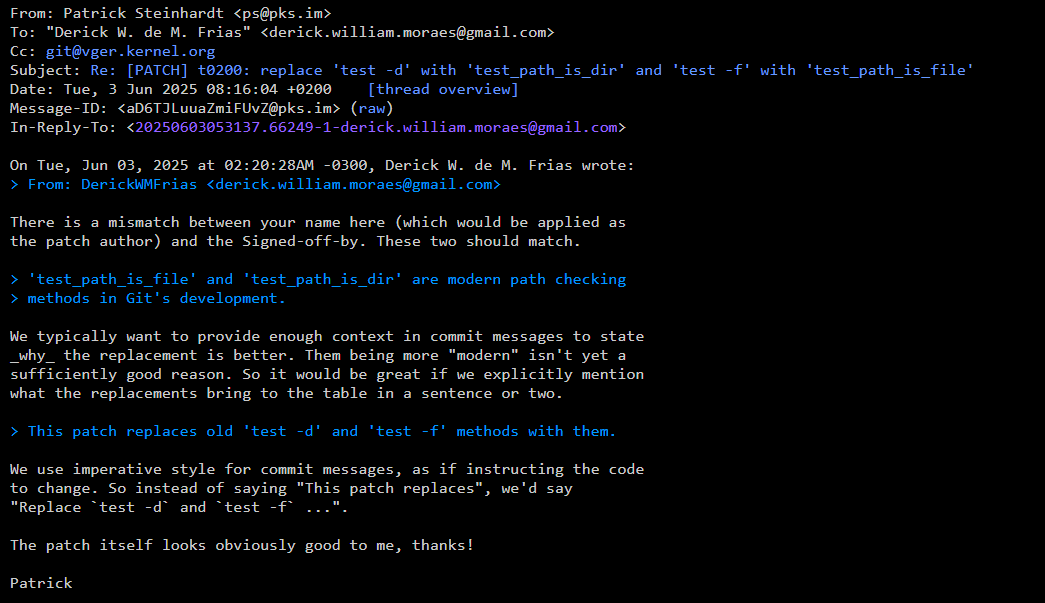 From: Patrick Steinhardt <ps@pks.im>
To: "Derick W. de M. Frias" <derick.william.moraes@gmail.com>
Cc: git@vger.kernel.org
Subject: Re: [PATCH] t0200: replace 'test -d' with 'test_path_is_dir' and 'test -f' with 'test_path_is_file'
Date: Tue, 3 Jun 2025 08:16:04 +0200    [thread overview]
Message-ID: <aD6TJLuuaZmiFUvZ@pks.im> (raw)
In-Reply-To: <20250603053137.66249-1-derick.william.moraes@gmail.com>
On Tue, Jun 03, 2025 at 02:20:28AM -0300, Derick W. de M. Frias wrote:
> From: DerickWMFrias <derick.william.moraes@gmail.com>
There is a mismatch between your name here (which would be applied as
the patch author) and the Signed-off-by. These two should match.
> 'test_path_is_file' and 'test_path_is_dir' are modern path checking
> methods in Git's development.
We typically want to provide enough context in commit messages to state
_why_ the replacement is better. Them being more "modern" isn't yet a
sufficiently good reason. So it would be great if we explicitly mention
what the replacements bring to the table in a sentence or two.
> This patch replaces old 'test -d' and 'test -f' methods with them.
We use imperative style for commit messages, as if instructing the code
to change. So instead of saying "This patch replaces", we'd say
"Replace `test -d` and `test -f` ...".
The patch itself looks obviously good to me, thanks!
Patrick